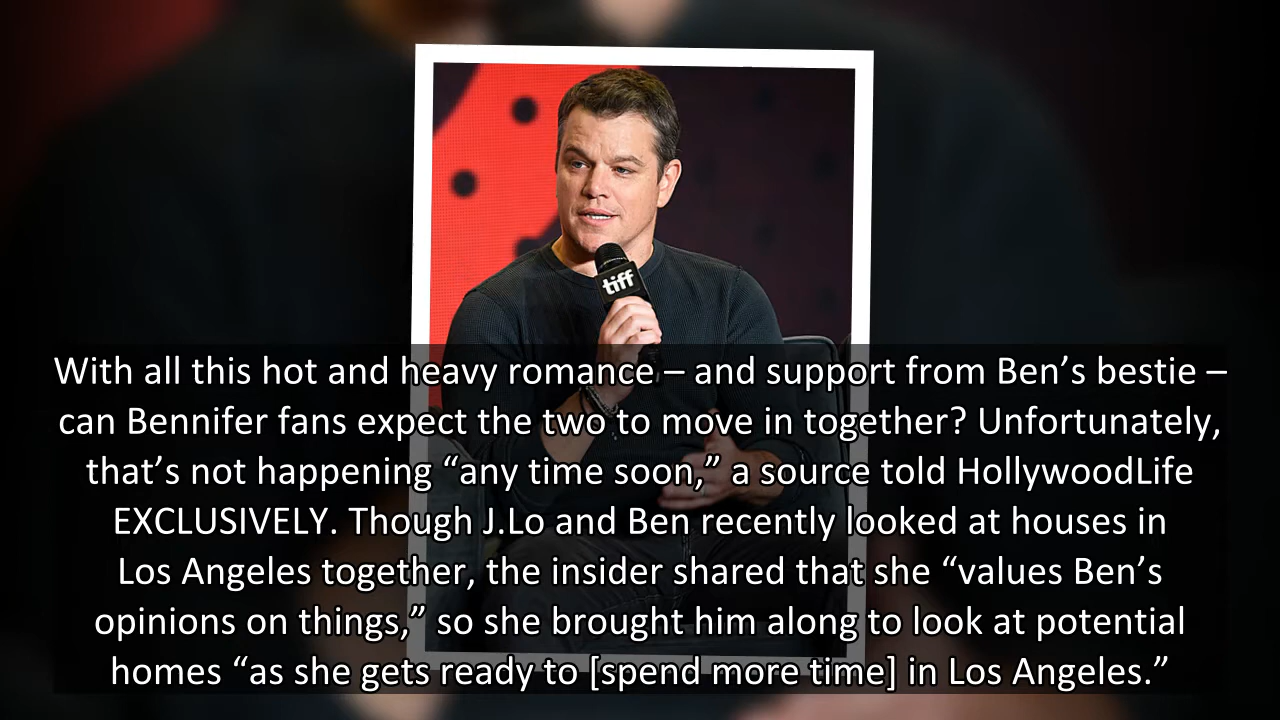 tiff
With all this hot and heavy romance – and support from Ben’s bestie –
can Bennifer fans expect the two to move in together? Unfortunately,
that’s not happening “any time soon,” a source told HollywoodLife
EXCLUSIVELY. Though J.Lo and Ben recently looked at houses in
Los Angeles together, the insider shared that she “values Ben’s
opinions on things,” so she brought him along to look at potential
homes “as she gets ready to [spend more time] in Los Angeles.”